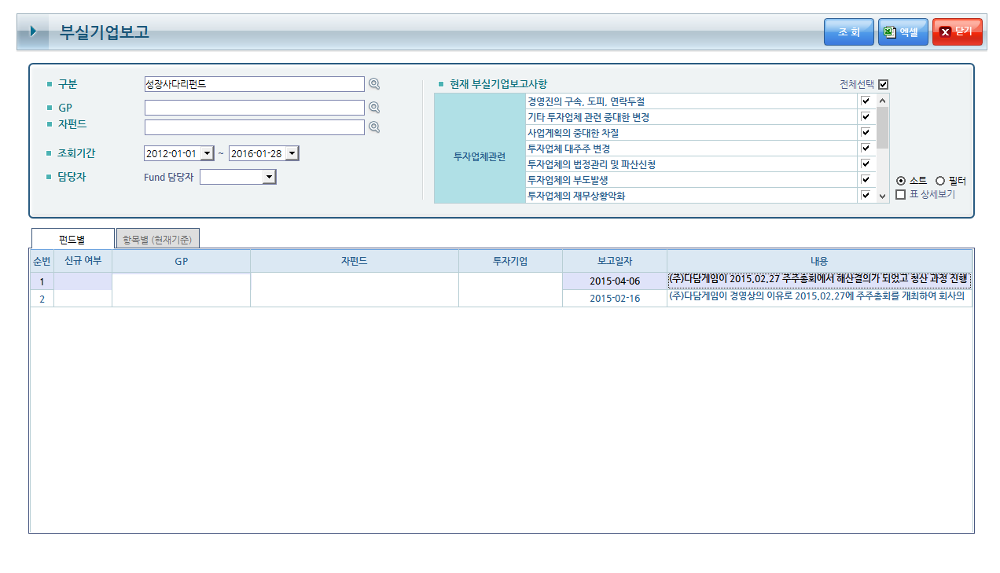 부실기업보고
조 회
엑셀
닫기
구분
성장사다리펀드
GP
자펀드
조회기간
2012-01-01 ~ 2016-01-28
담당자
Fund 담당자
현재 부실기업보고사항
전체선택
투자업체관련
경영진의 구속, 도피, 연락두절
기타 투자업체 관련 중대한 변경
사업계획의 중대한 차질
투자업체 대주주 변경
투자업체의 법정관리 및 파산신청
투자업체의 부도발생
투자업체의 재무상황악화
소트 필터
표 상세보기
펀드별 항목별 (현재기준)
순번 신규 여부 GP 자펀드 투자기업 보고일자 내용
1 2015-04-06 (주)다담게임이 2015.02.27 주주총회에서 해산결의가 되었고 청산 과정 진행
2 2015-02-16 (주)다담게임이 경영상의 이유로 2015.02.27에 주주총회를 개최하여 회사의